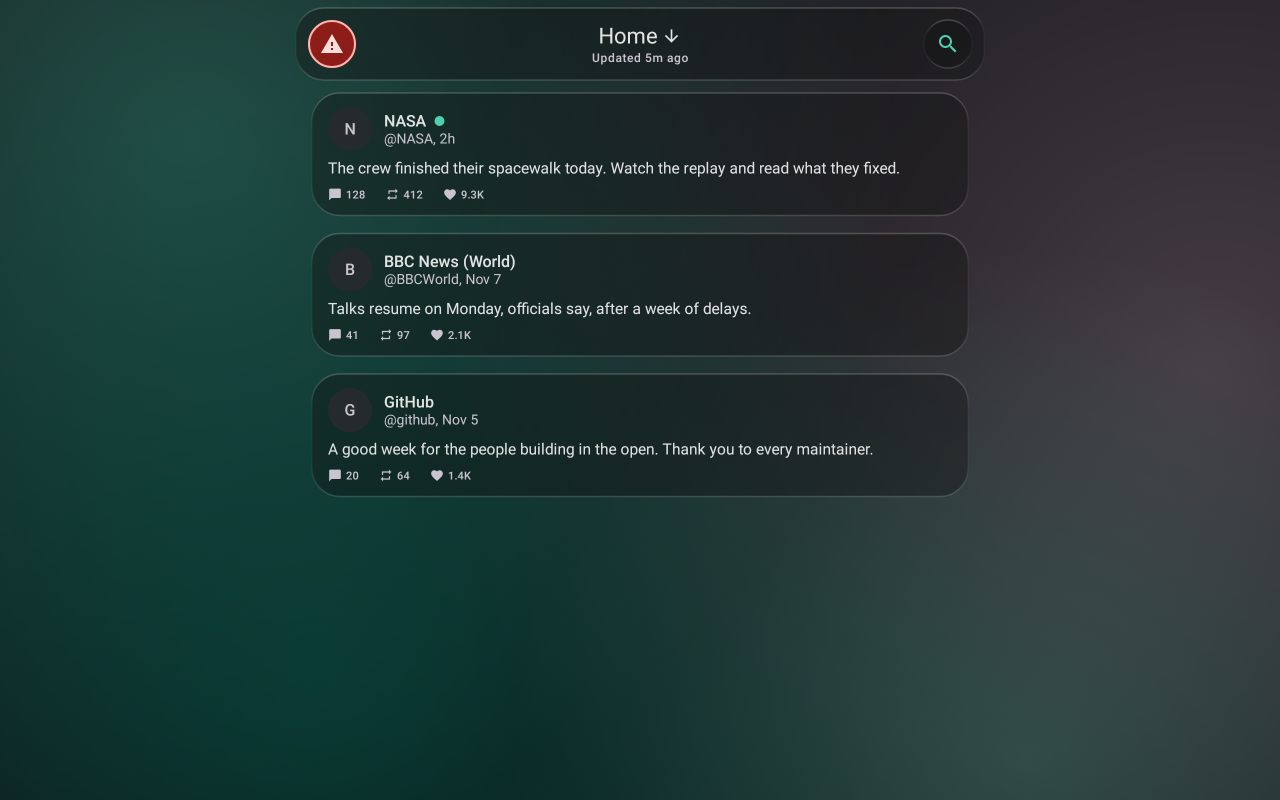 Home
Updated 5m ago
N
NASA
@NASA, 2h
The crew finished their spacewalk today. Watch the replay and read what they fixed.
128 412 9.3K
B
BBC News (World)
@BBCWorld, Nov 7
Talks resume on Monday, officials say, after a week of delays.
41 97 2.1K
G
GitHub
@github, Nov 5
A good week for the people building in the open. Thank you to every maintainer.
20 64 1.4K